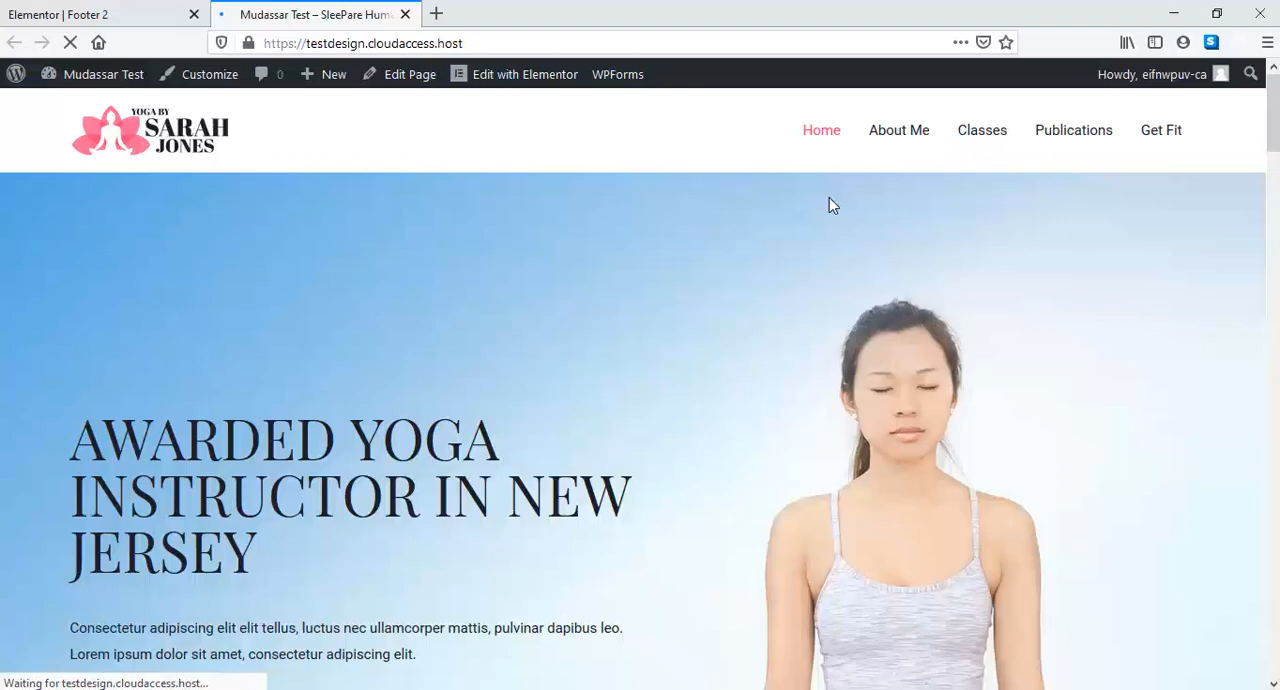 Elementor | Footer 2
Mudassar Test – SleePare Hum
https://testdesign.cloudaccess.host
Mudassar Test
Customize
0
New
Edit Page
Edit with Elementor
WPForms
Howdy, eifnwpuv-ca
YOGA BY
SARAH
JONES
Home
About Me
Classes
Publications
Get Fit
AWARDED YOGA
INSTRUCTOR IN NEW
JERSEY
Consectetur adipiscing elit elit tellus, luctus nec ullamcorper mattis, pulvinar dapibus leo.
Lorem ipsum dolor sit amet, consectetur adipiscing elit.
Waiting for testdesign.cloudaccess.host...